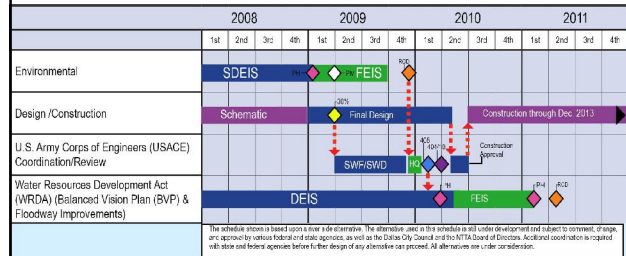 2008 2009 2010 2011
1st 2nd 3rd 4th 1st 2nd 3rd 4th 1st 2nd 3rd 4th 1st 2nd 3rd 4th
Environmental SDEIS PH PM FEIS ROD
Design /Construction Schematic 30% Final Design Construction through Dec. 2013
U.S. Army Corps of Engineers (USACE)
Coordination/Review SWF/SWD HQ 408 404/10 Construction
Approval
Water Resources Development Act
(WRDA) (Balanced Vision Plan (BVP) &
Floodway Improvements) DEIS PH FEIS PH ROD
The schedule shown is based upon a river side alternative. The alternative used in this schedule is still under development and subject to comment, change,
and approval by various federal and state agencies, as well as the Dallas City Council and the NTTA Board of Directors. Additional coordination is required
with state and federal agencies before further design of any alternative can proceed. All alternatives are under consideration.